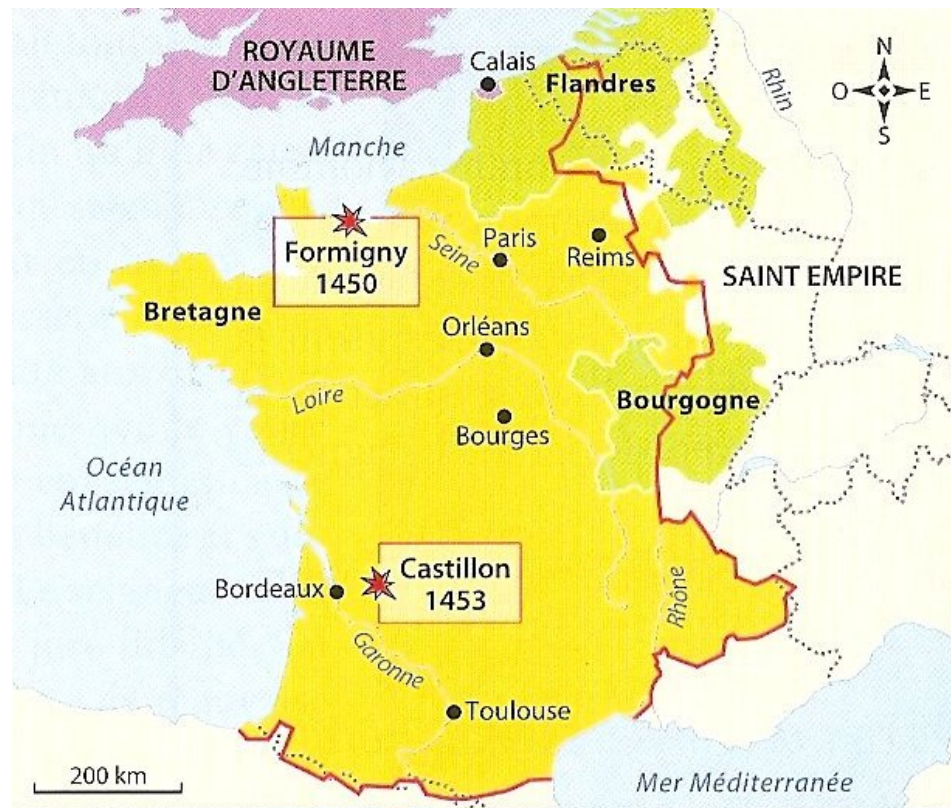 ROYAUME
D'ANGLETERRE
Calais
Flandres
Rhin
N
O
E
S
Manche
Formigny
1450
Seine
Paris
Reims
SAINT EMPIRE
Bretagne
Orléans
Loire
Bourgogne
Bourges
Océan
Atlantique
Bordeaux
Castillon
1453
Rhône
Garonne
Toulouse
200 km
Mer Méditerranée